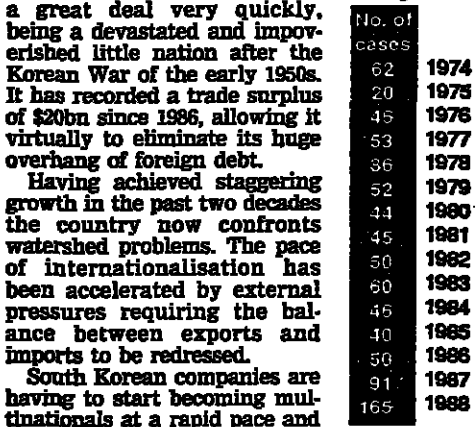 a great deal very quickly,
being a devastated and impov-
erished little nation after the
Korean War of the early 1950s.
It has recorded a trade surplus
of $20bn since 1986, allowing it
virtually to eliminate its huge
overhang of foreign debt.
Having achieved staggering
growth in the past two decades
the country now confronts
watershed problems. The pace
of internationalisation has
been accelerated by external
pressures requiring the bal-
ance between exports and
imports to be redressed.
South Korean companies are
having to start becoming mul-
tinationals at a rapid pace and
No. of
cases
62 1974
20 1975
45 1976
53 1977
36 1978
52 1979
44 1980
45 1981
50 1982
60 1983
46 1984
40 1985
50 1986
91 1987
165 1988